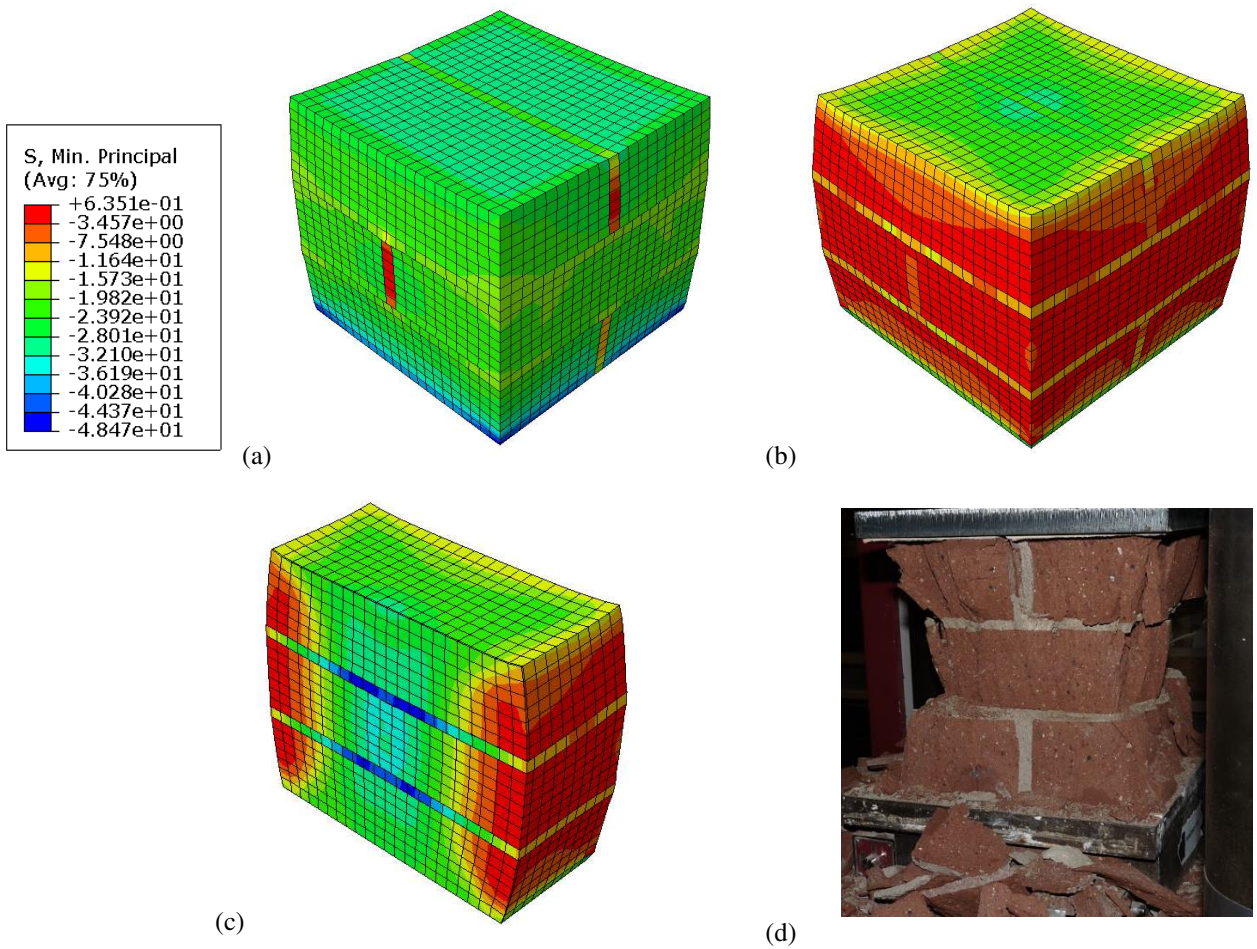 S, Min. Principal
(Avg: 75%)
+6.351e-01
-3.457e+00
-7.548e+00
-1.164e+01
-1.573e+01
-1.982e+01
-2.392e+01
-2.801e+01
-3.210e+01
-3.619e+01
-4.028e+01
-4.437e+01
-4.847e+01
(a)
(b)
(c)
(d)